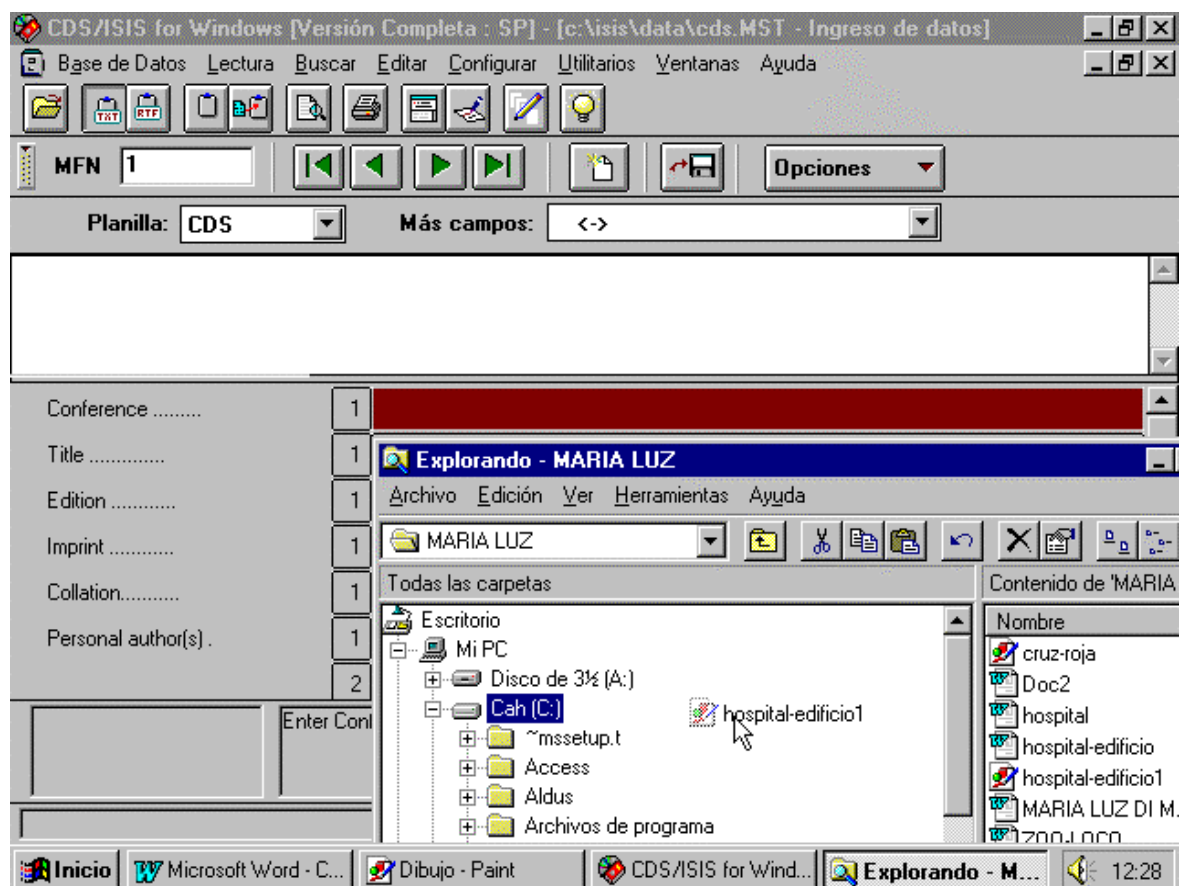 CDS/ISIS for Windows [Versión Completa : SP] - [c:\isis\data\cds.MST - Ingreso de datos]
Base de Datos Lectura Buscar Editar Configurar Utilitarios Ventanas Ayuda
TXT RTF
MFN 1 Opciones
Planilla: CDS Más campos: <->
Conference ......... 1
Title .............. 1
Edition ............ 1
Imprint ............ 1
Collation........... 1
Personal author(s) . 1
2
Enter Con
Explorando - MARIA LUZ
Archivo Edición Ver Herramientas Ayuda
MARIA LUZ
Todas las carpetas
Escritorio
Mi PC
Disco de 3½ (A:)
Cah (C:)
~mssetup.t
Access
Aldus
Archivos de programa
hospital-edificio1
Contenido de 'MARIA
Nombre
cruz-roja
Doc2
hospital
hospital-edificio
hospital-edificio1
MARIA LUZ DI M.
ZOO-LOCO
Inicio Microsoft Word - C... Dibujo - Paint CDS/ISIS for Wind... Explorando - M... 12:28